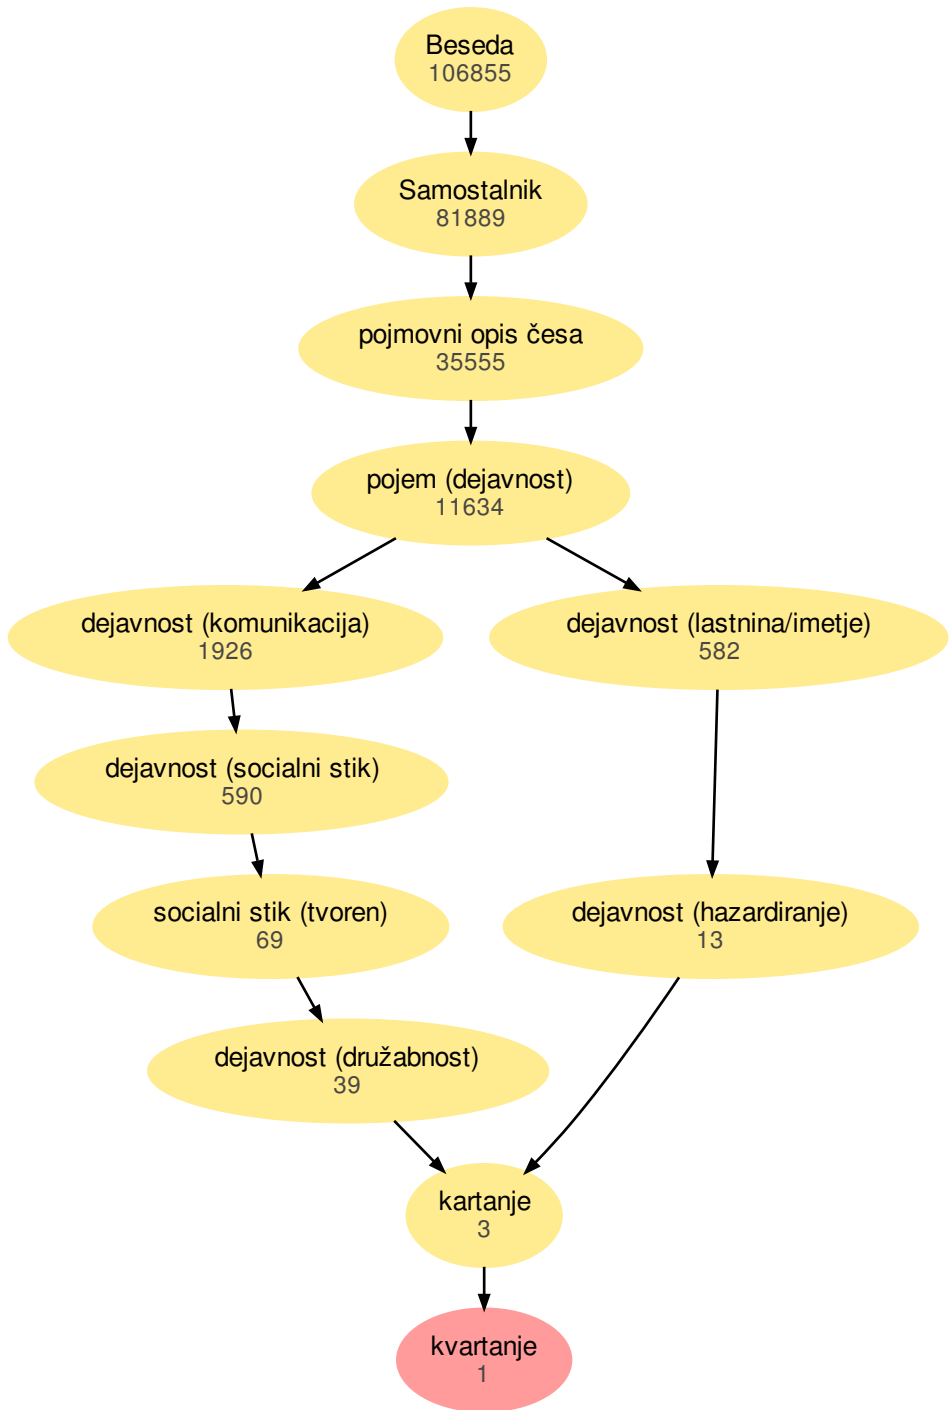 Beseda
106855
Samostalnik
81889
pojmovni opis česa
35555
pojem (dejavnost)
11634
dejavnost (komunikacija)
1926
dejavnost (lastnina/imetje)
582
dejavnost (socialni stik)
590
socialni stik (tvoren)
69
dejavnost (hazardiranje)
13
dejavnost (družabnost)
39
kartanje
3
kvartanje
1